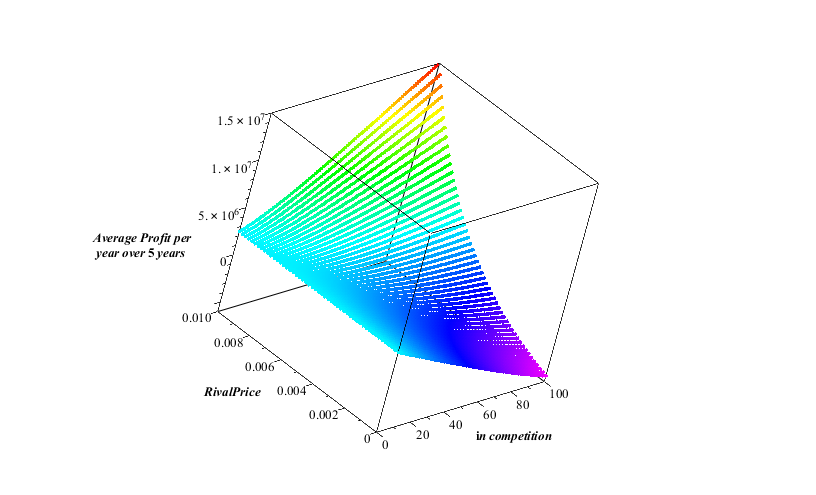 1.5 × 10⁷
1. × 10⁷
5. × 10⁶
Average Profit per
year over 5 years
0
0.010
0.008
0.006
RivalPrice
0.004
0.002
0
0
20
40
60
80
100
in competition